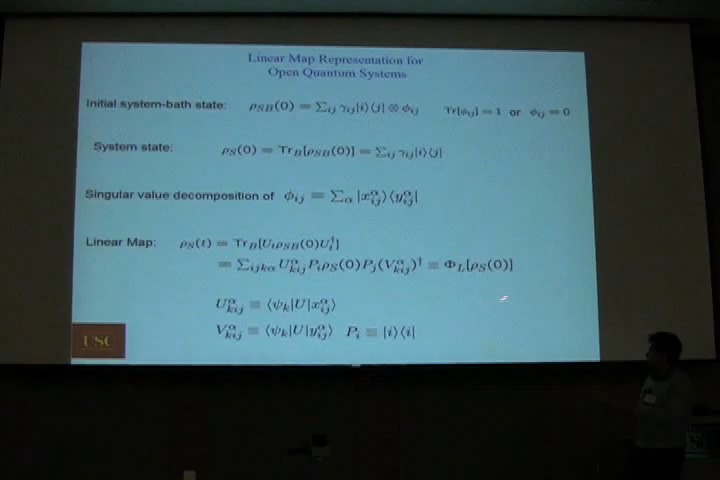 Linear Map Representation for
Open Quantum Systems
Initial system-bath state: ρ_SB(0) = Σ_ij γ_ij|i⟩⟨j| ⊗ φ_ij Tr[φ_ij] = 1 or φ_ij = 0
System state: ρ_S(0) = Tr_B[ρ_SB(0)] = Σ_ij γ_ij|i⟩⟨j|
Singular value decomposition of φ_ij = Σ_α |x^α_ij⟩⟨y^α_ij|
Linear Map: ρ_S(t) = Tr_B[U_t ρ_SB(0) U_t^†]
= Σ_ijkα U^α_kij P_i ρ_S(0) P_j (V^α_kij)^† ≡ Φ_L[ρ_S(0)]
U^α_kij ≡ ⟨ψ_k|U|x^α_ij⟩
V^α_kij ≡ ⟨ψ_k|U|y^α_ij⟩ P_i ≡ |i⟩⟨i|
USC